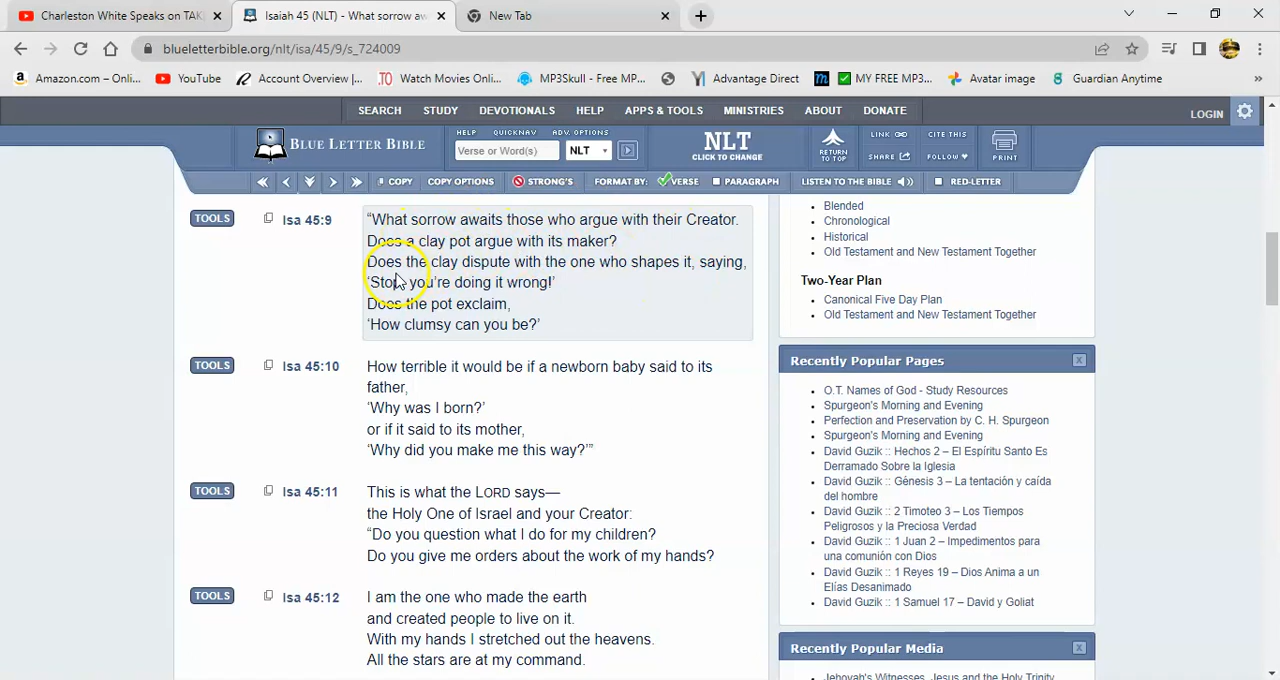 Charleston White Speaks on TAK
Isaiah 45 (NLT) - What sorrow aw
New Tab
blueletterbible.org/nlt/isa/45/9/s_724009
Amazon.com – Onli...
YouTube
Account Overview |...
TO Watch Movies Onl...
MP3Skull - Free MP...
Advantage Direct
m MY FREE MP3...
Avatar image
Guardian Anytime
»
SEARCH STUDY DEVOTIONALS HELP APPS & TOOLS MINISTRIES ABOUT DONATE
LOGIN
BLUE LETTER BIBLE
HELP QUICKNAV ADV. OPTIONS
Verse or Word(s) NLT
NLT
CLICK TO CHANGE
RETURN
TO TOP
LINK
SHARE
CITE THIS
FOLLOW
PRINT
COPY COPY OPTIONS STRONG'S FORMAT BY: VERSE PARAGRAPH LISTEN TO THE BIBLE RED-LETTER
TOOLS Isa 45:9
“What sorrow awaits those who argue with their Creator.
Does a clay pot argue with its maker?
Does the clay dispute with the one who shapes it, saying,
‘Stop, you’re doing it wrong!’
Does the pot exclaim,
‘How clumsy can you be?’
TOOLS Isa 45:10
How terrible it would be if a newborn baby said to its
father,
‘Why was I born?’
or if it said to its mother,
‘Why did you make me this way?’”
TOOLS Isa 45:11
This is what the LORD says—
the Holy One of Israel and your Creator:
“Do you question what I do for my children?
Do you give me orders about the work of my hands?
TOOLS Isa 45:12
I am the one who made the earth
and created people to live on it.
With my hands I stretched out the heavens.
All the stars are at my command.
Blended
Chronological
Historical
Old Testament and New Testament Together
Two-Year Plan
Canonical Five Day Plan
Old Testament and New Testament Together
Recently Popular Pages
O.T. Names of God - Study Resources
Spurgeon's Morning and Evening
Perfection and Preservation by C. H. Spurgeon
Spurgeon's Morning and Evening
David Guzik :: Hechos 2 – El Espíritu Santo Es
Derramado Sobre la Iglesia
David Guzik :: Génesis 3 – La tentación y caída
del hombre
David Guzik :: 2 Timoteo 3 – Los Tiempos
Peligrosos y la Preciosa Verdad
David Guzik :: 1 Juan 2 – Impedimentos para
una comunión con Dios
David Guzik :: 1 Reyes 19 – Dios Anima a un
Elías Desanimado
David Guzik :: 1 Samuel 17 – David y Goliat
Recently Popular Media
Jehovah's Witnesses, Jesus and the Holy Trinity